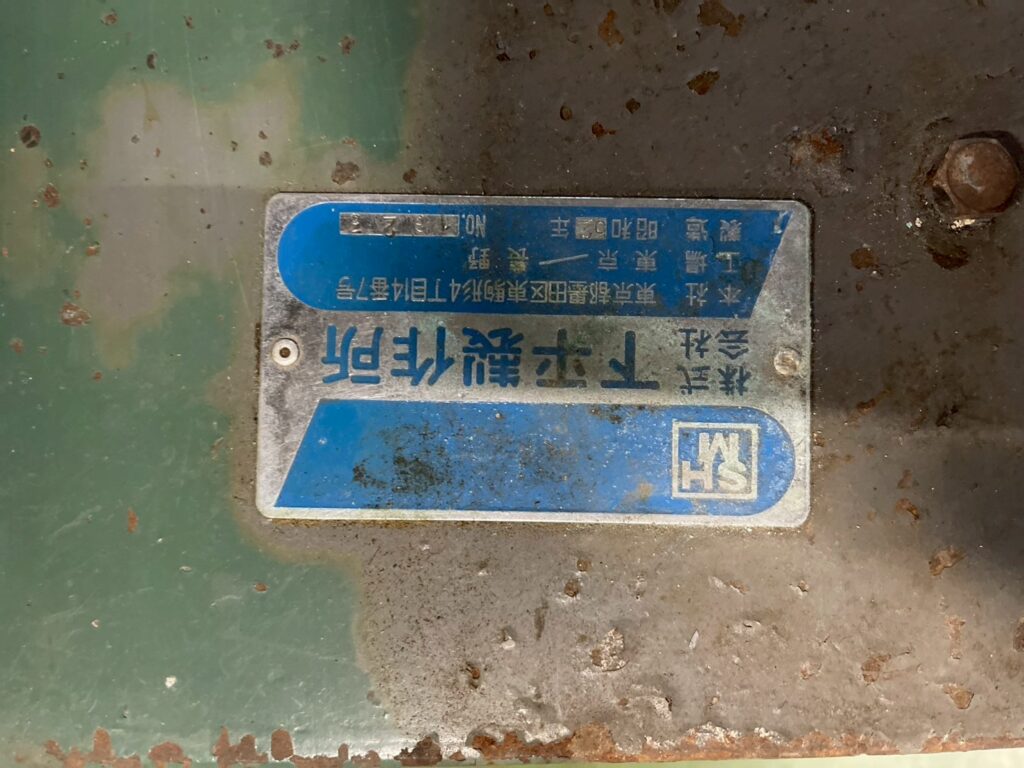 SHM
株式会社 下平製作所
本社 東京都墨田区東駒形4丁目14番7号
工場 東京—長野
製造 昭和 年 NO.